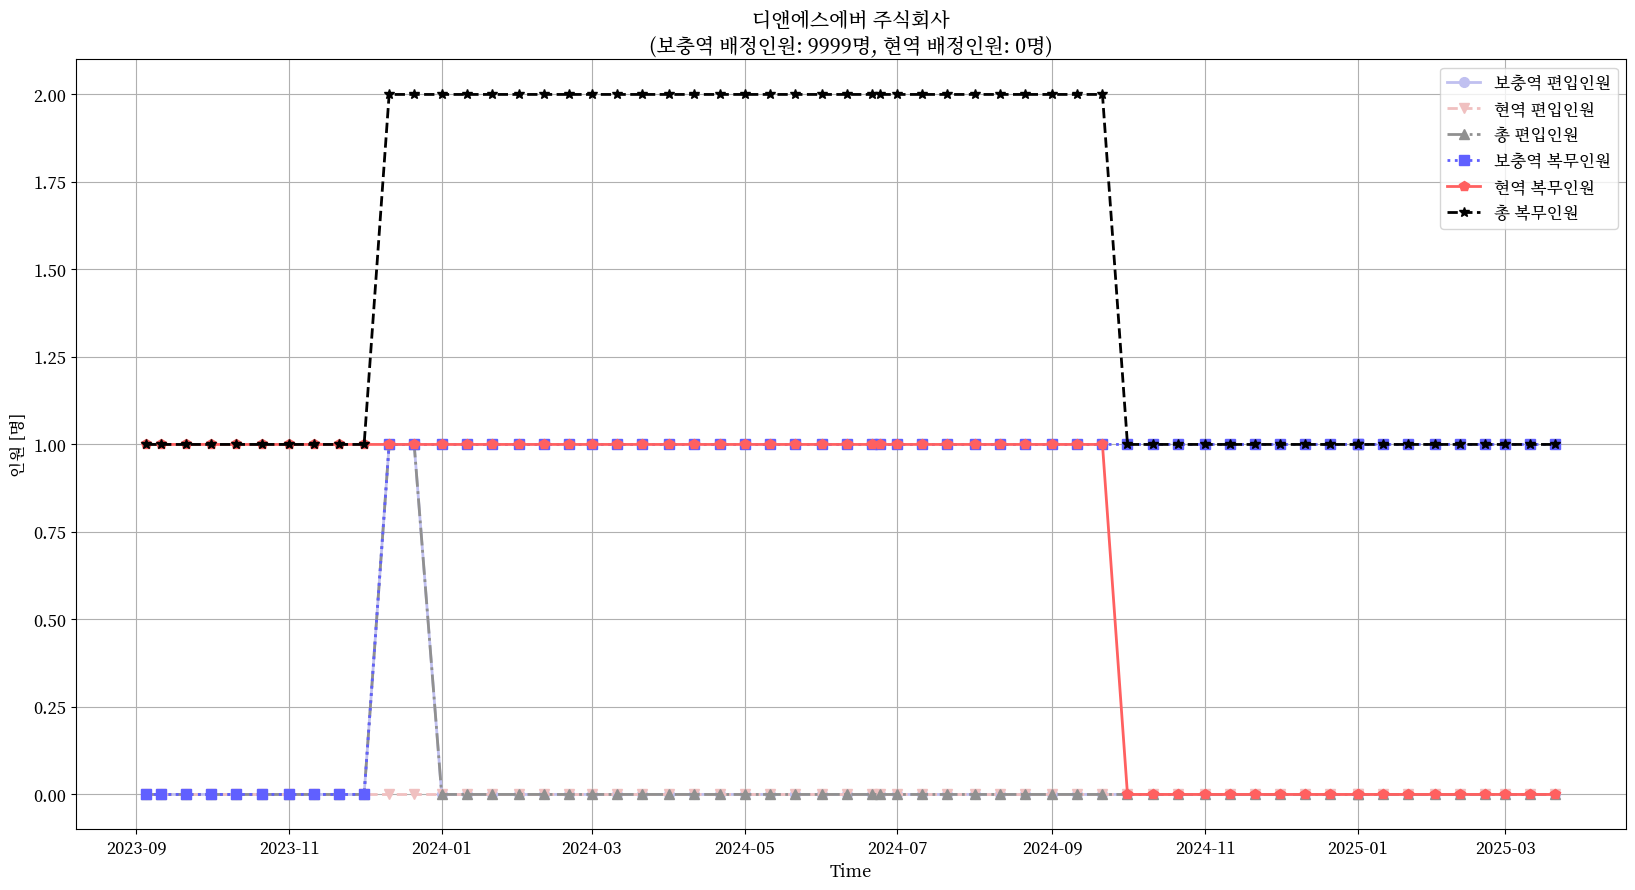 디앤에스에버 주식회사
(보충역 배정인원: 9999명, 현역 배정인원: 0명)
보충역 편입인원
현역 편입인원
총 편입인원
보충역 복무인원
현역 복무인원
총 복무인원
인원 [명]
2.00
1.75
1.50
1.25
1.00
0.75
0.50
0.25
0.00
2023-09 2023-11 2024-01 2024-03 2024-05 2024-07 2024-09 2024-11 2025-01 2025-03
Time